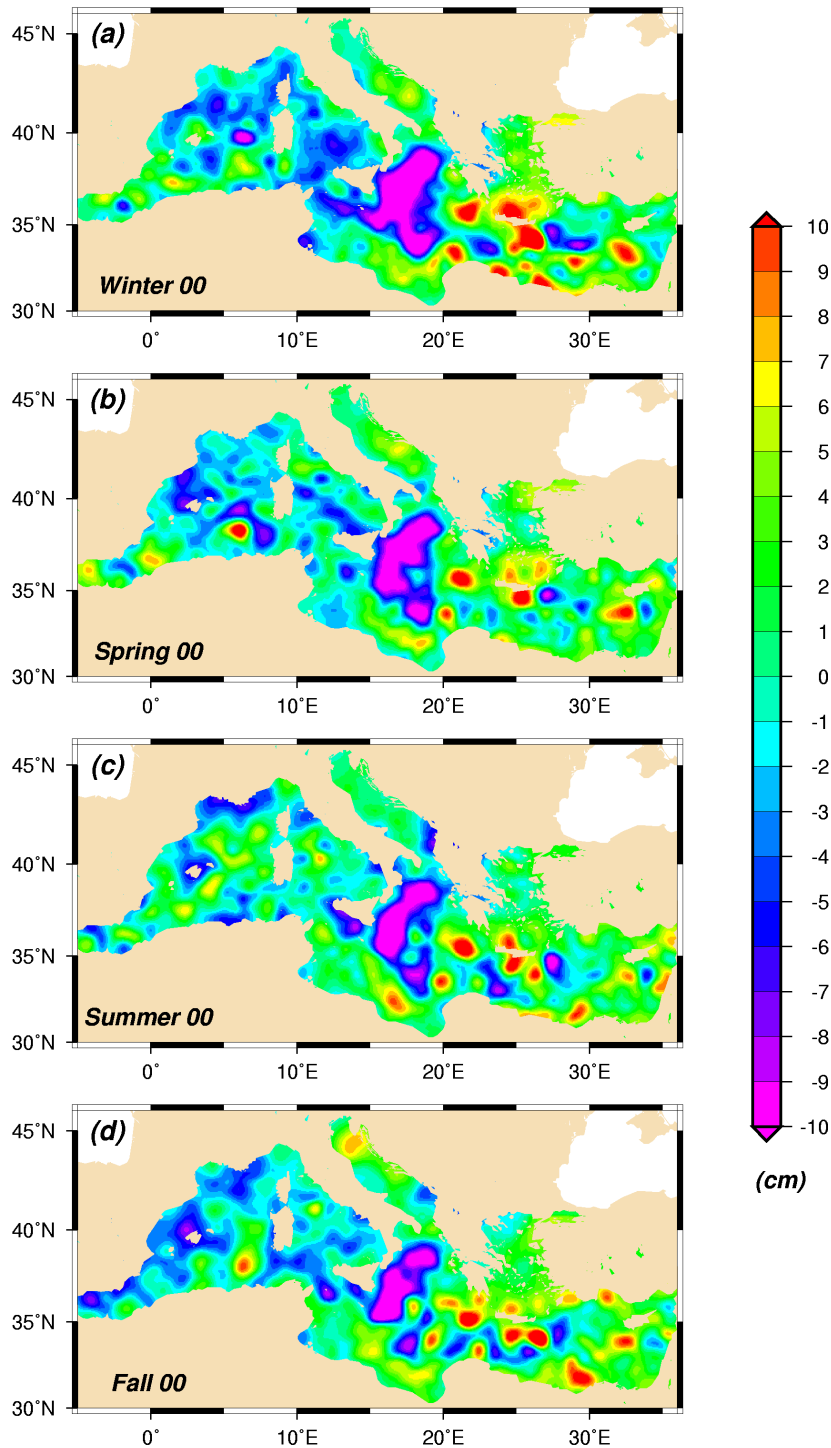 (a)
45°N
40°N
35°N
30°N
Winter 00
0°
10°E
20°E
30°E
(b)
45°N
40°N
35°N
30°N
Spring 00
0°
10°E
20°E
30°E
(c)
45°N
40°N
35°N
30°N
Summer 00
0°
10°E
20°E
30°E
(d)
45°N
40°N
35°N
30°N
Fall 00
0°
10°E
20°E
30°E
10
9
8
7
6
5
4
3
2
1
0
-1
-2
-3
-4
-5
-6
-7
-8
-9
-10
(cm)